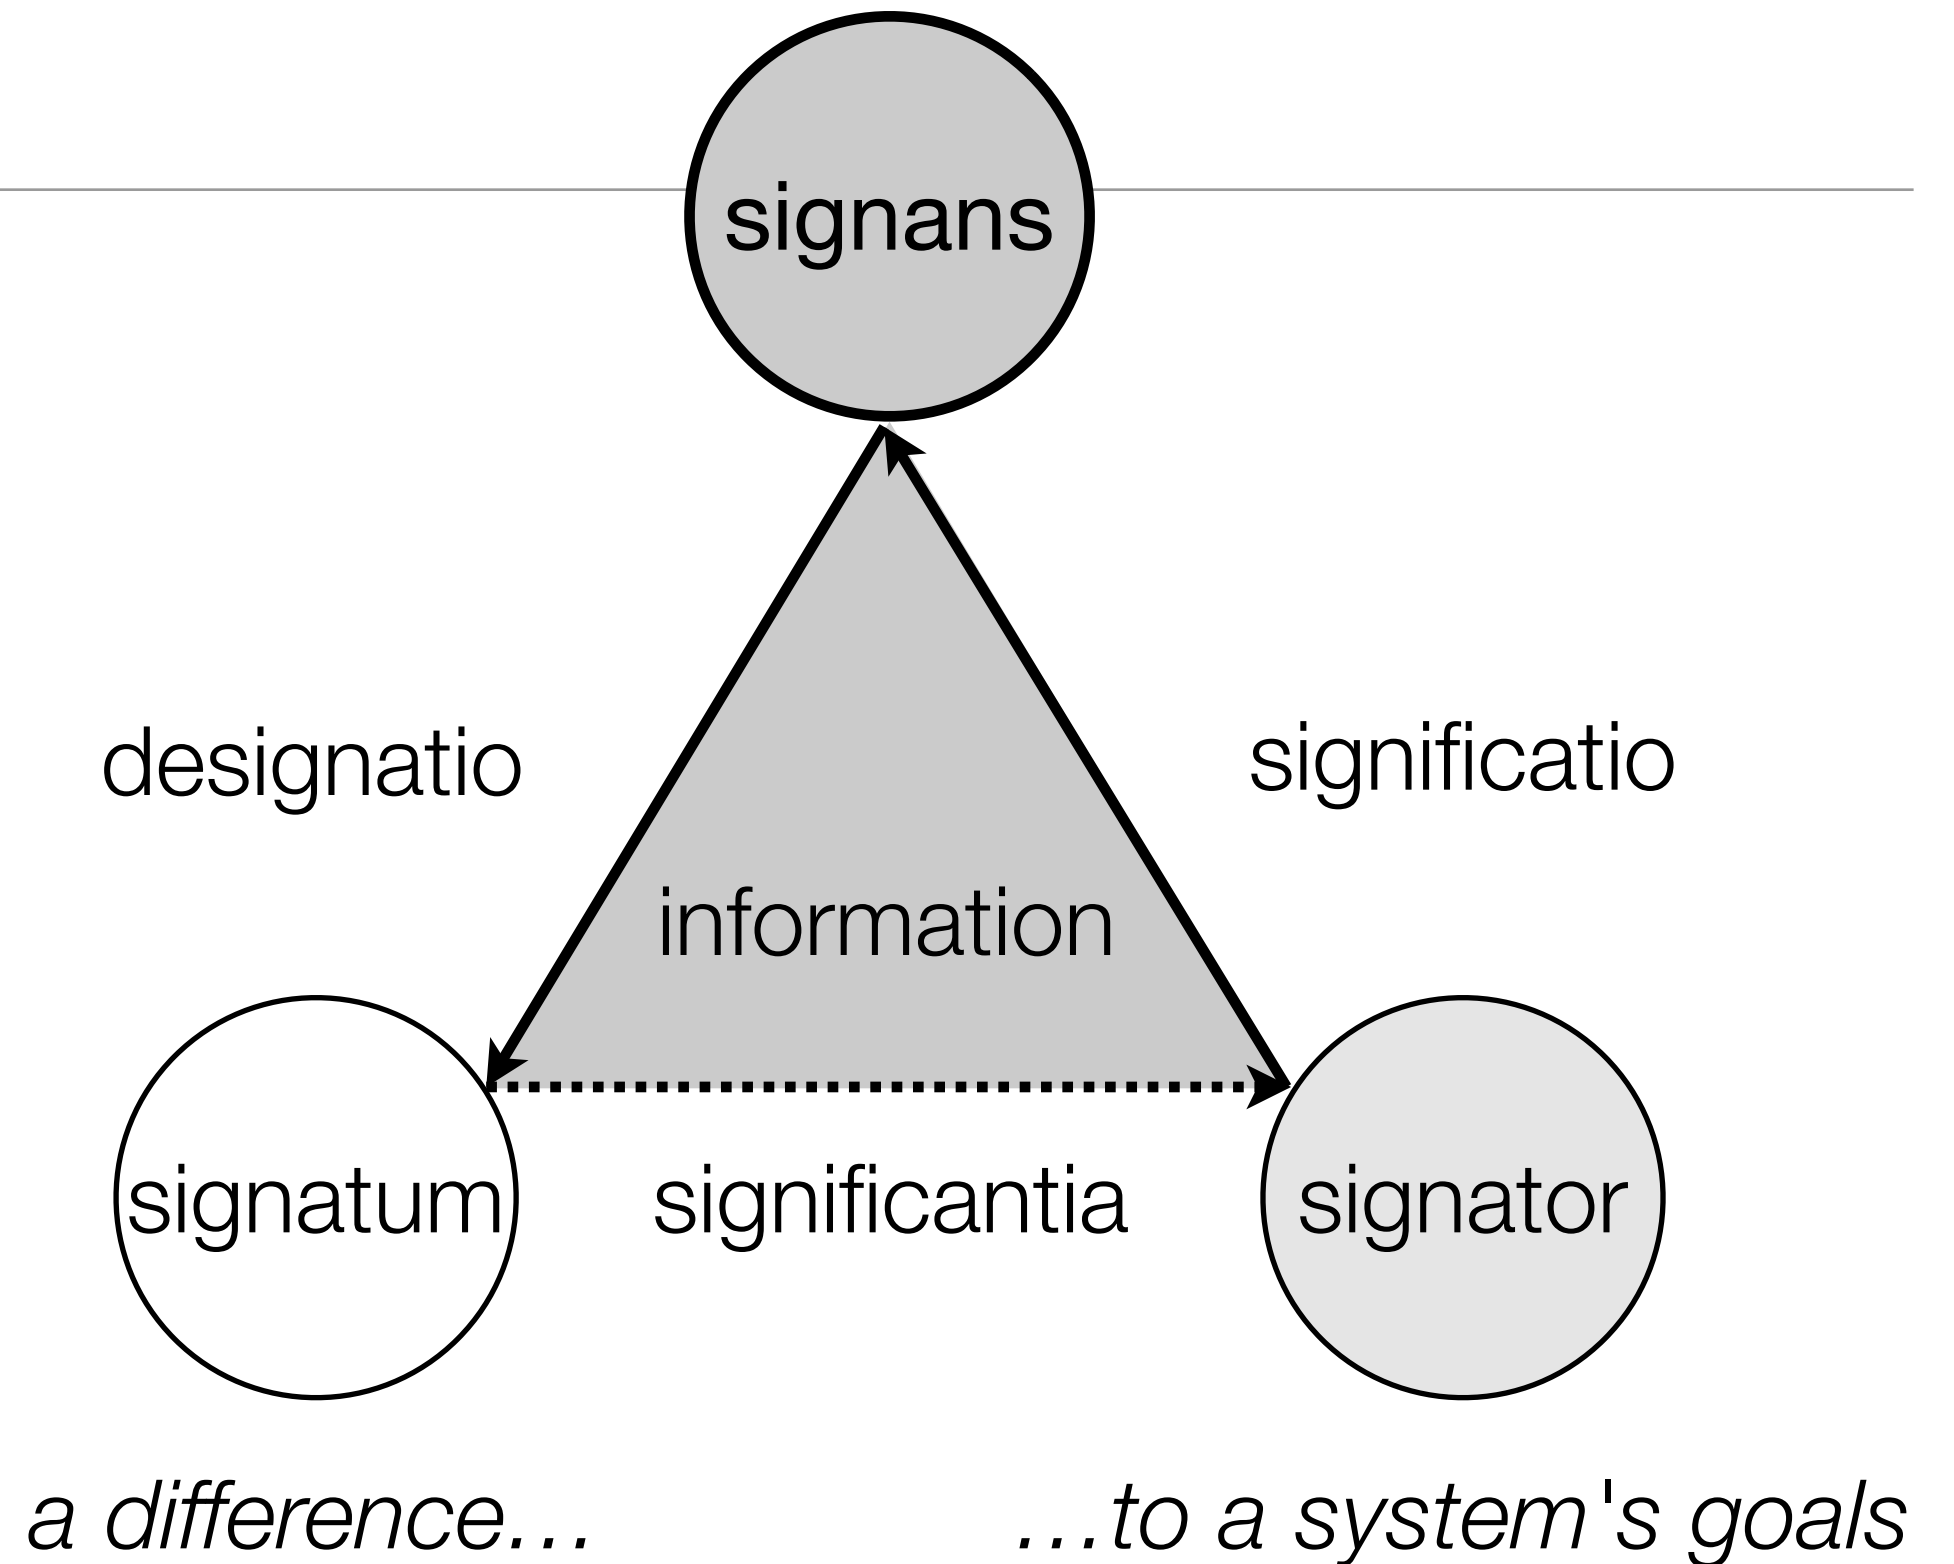 signans
designatio
significatio
information
signatum
significantia
signator
a difference…
…to a system's goals